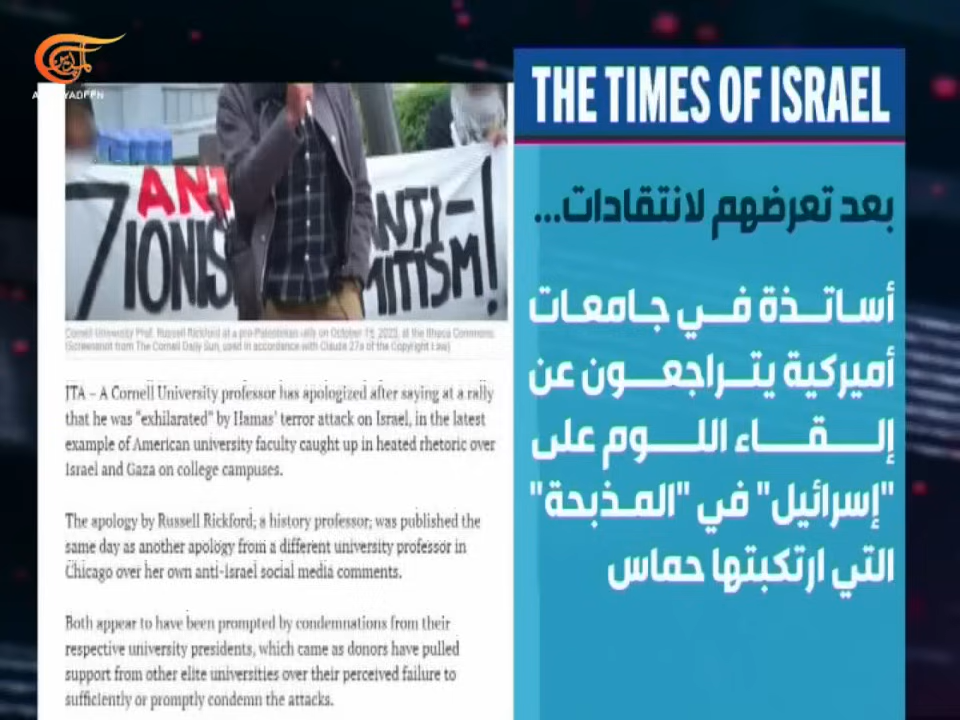 AL MAYADEEN
THE TIMES OF ISRAEL
بعد تعرضهم لانتقادات...
أساتذة في جامعات
أميركية يتراجعون عن
إلقاء اللوم على
"إسرائيل" في "المذبحة"
التي ارتكبتها حماس
ANT
ZIONIS
ANTI-
MITISM!
Cornell University Prof. Russell Rickford at a pro-Palestinian rally on October 15, 2023, at the Ithaca Commons.
(Screenshot from The Cornell Daily Sun, used in accordance with Clause 27a of the Copyright Law)
JTA – A Cornell University professor has apologized after saying at a rally
that he was "exhilarated" by Hamas' terror attack on Israel, in the latest
example of American university faculty caught up in heated rhetoric over
Israel and Gaza on college campuses.
The apology by Russell Rickford, a history professor, was published the
same day as another apology from a different university professor in
Chicago over her own anti-Israel social media comments.
Both appear to have been prompted by condemnations from their
respective university presidents, which came as donors have pulled
support from other elite universities over their perceived failure to
sufficiently or promptly condemn the attacks.